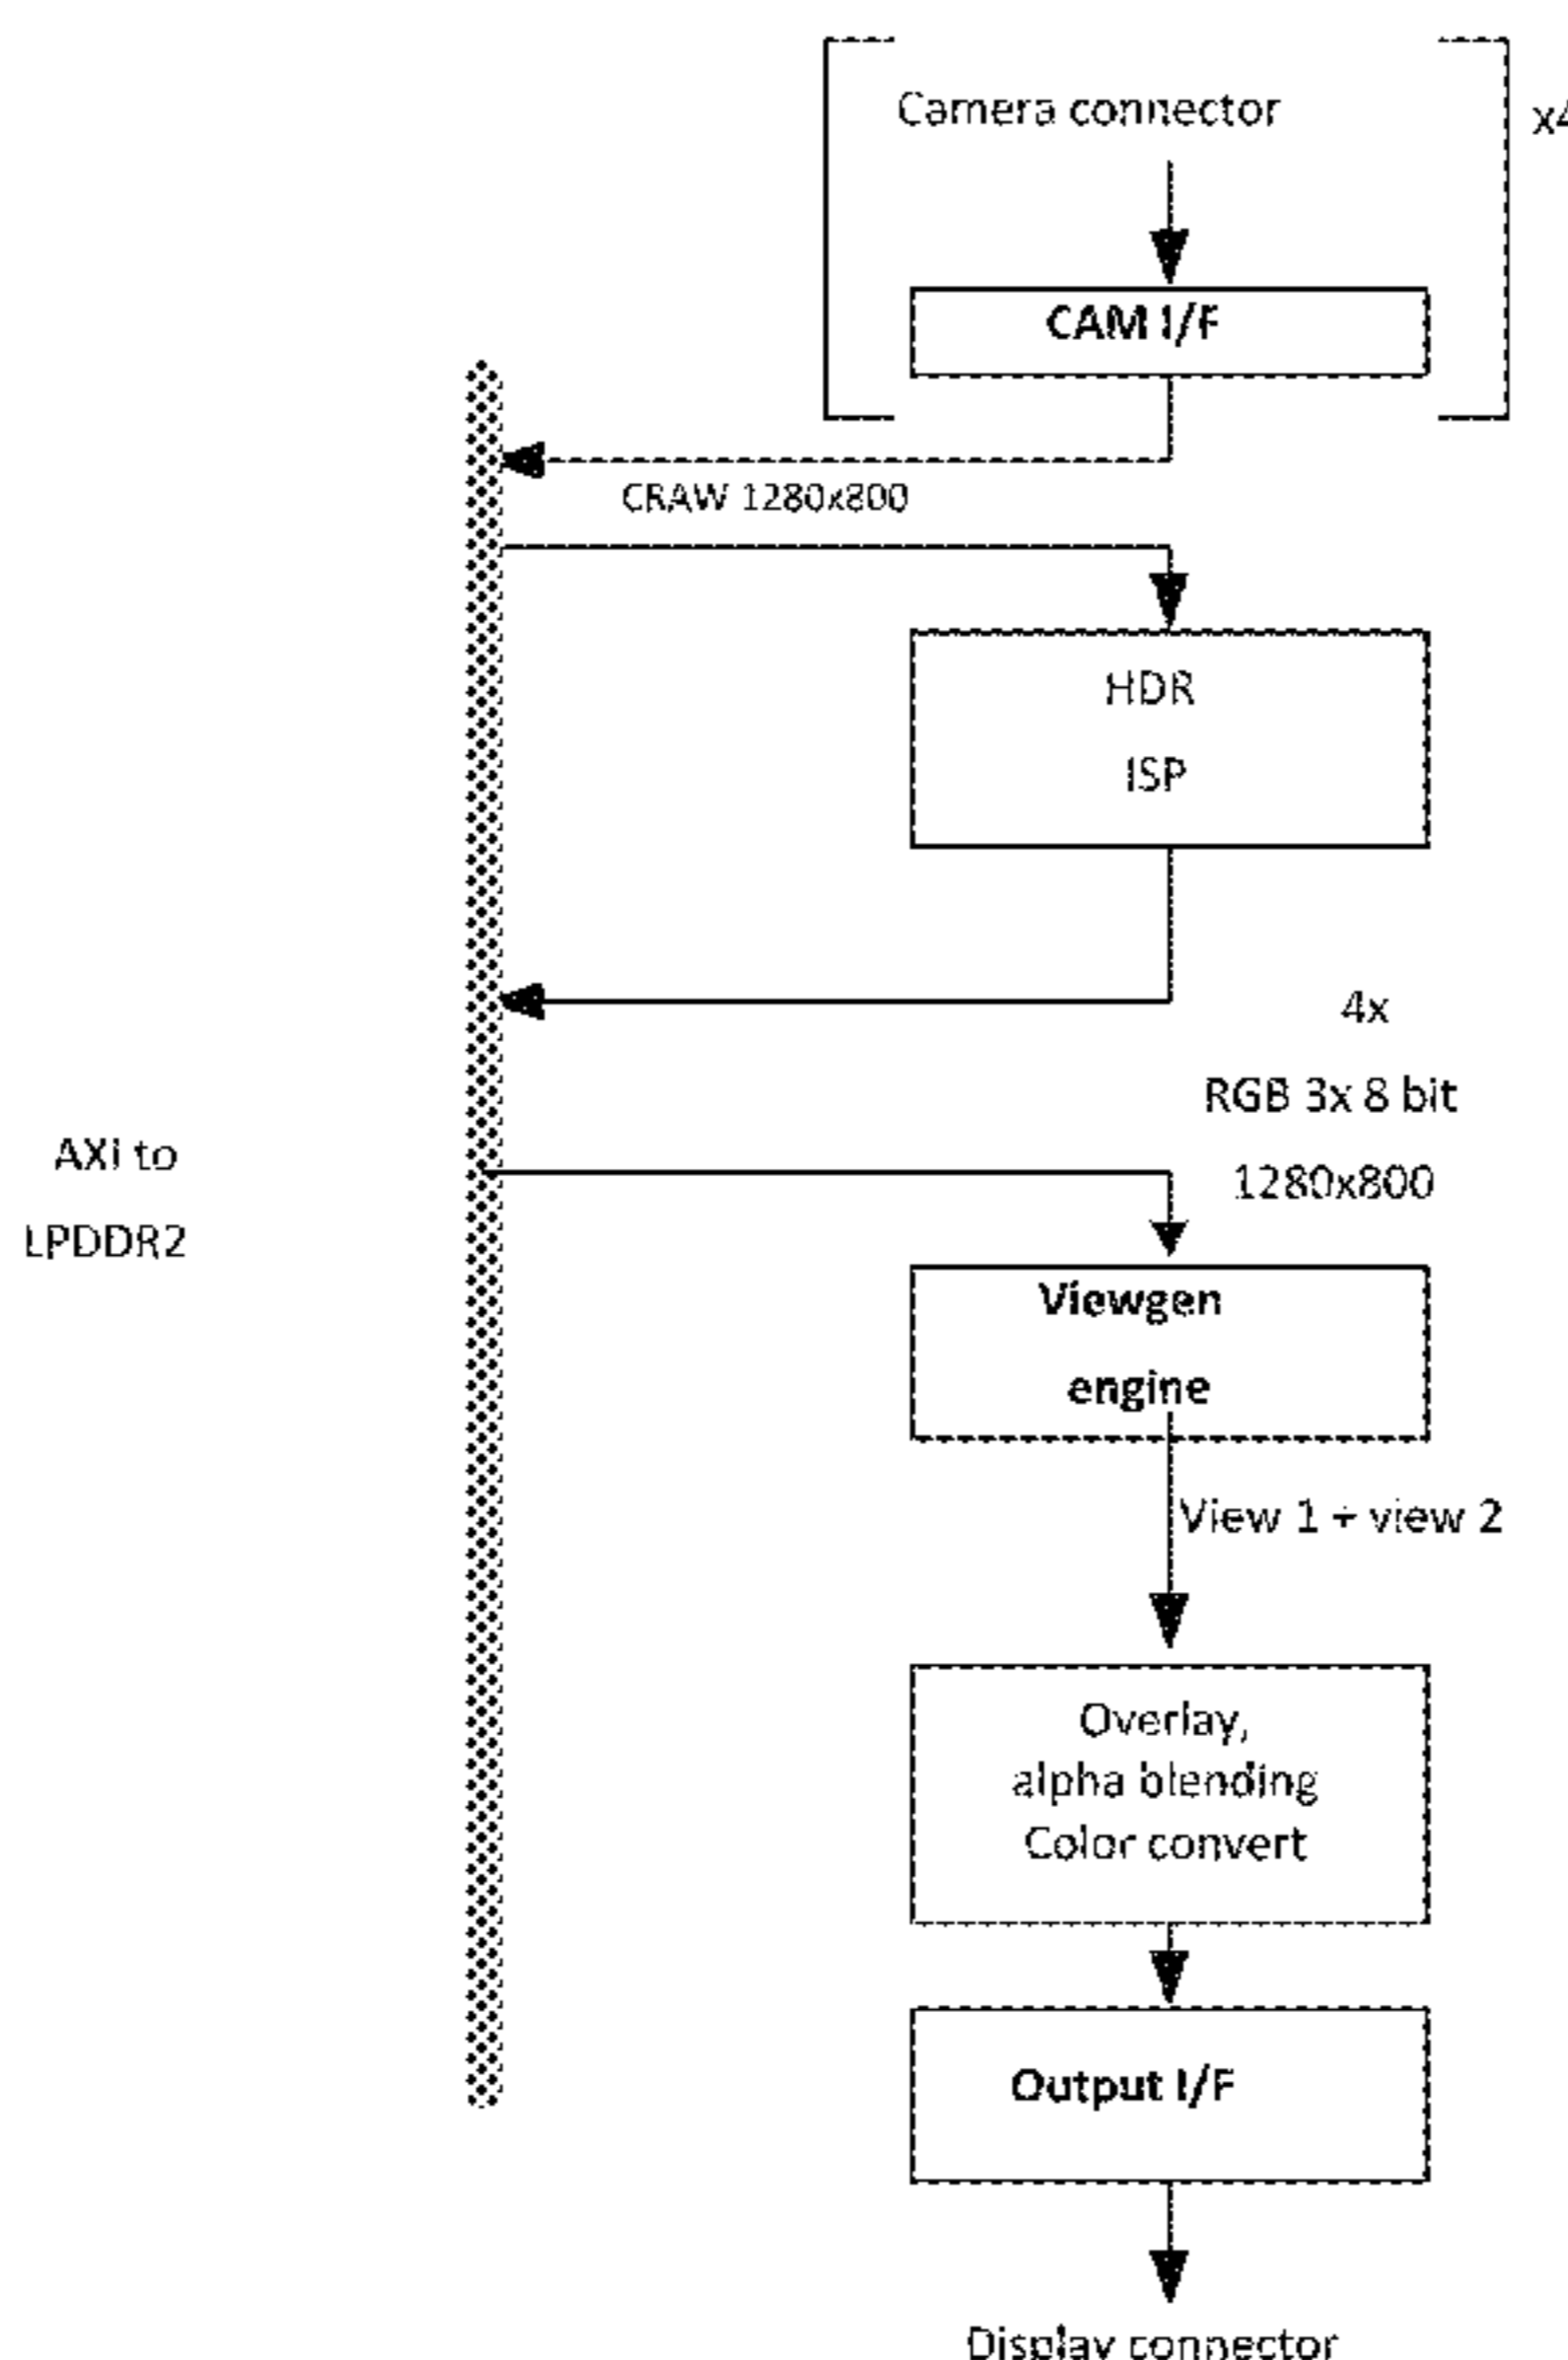 Camera connector
x4
CAM I/F
CRAW 1280x800
HDR
ISP
4x
RGB 3x 8 bit
1280x800
AXI to
LPDDR2
Viewgen
engine
View 1 + view 2
Overlay,
alpha blending
Color convert
Output I/F
Display connector